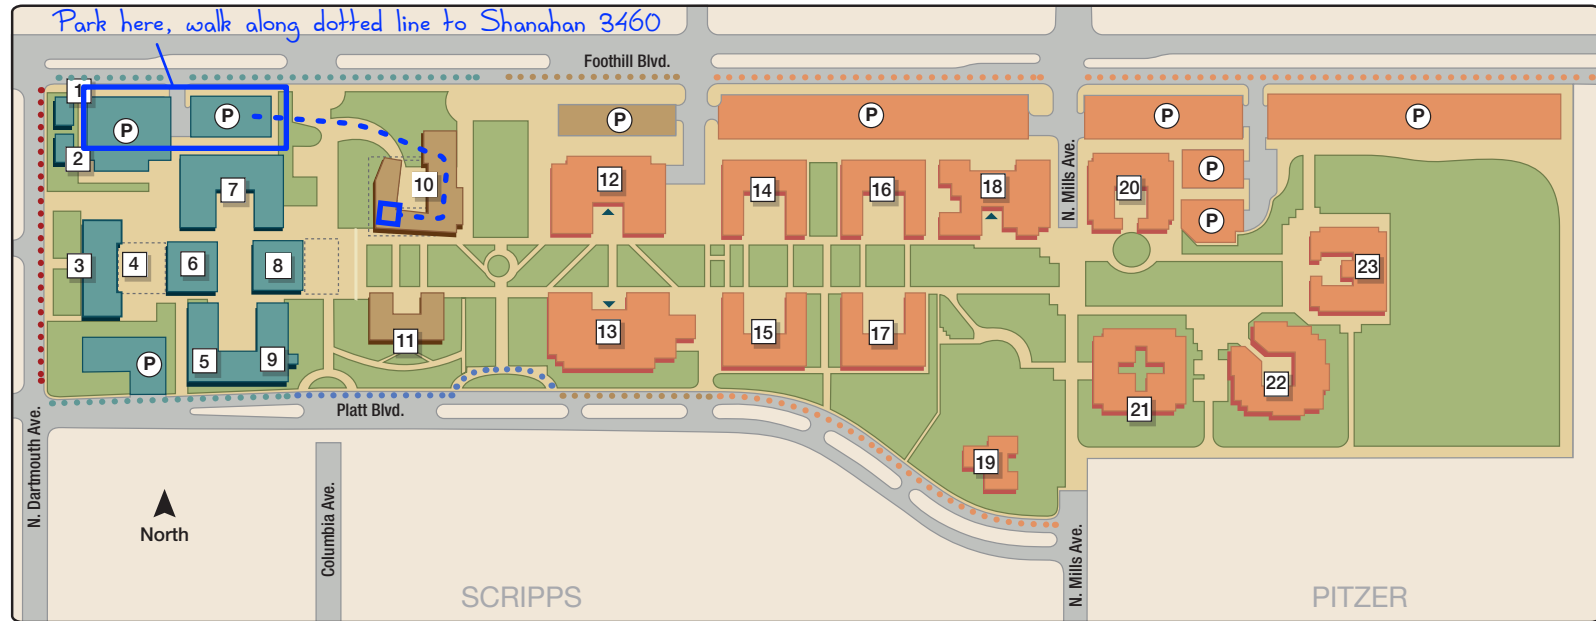 Park here, walk along dotted line to Shanahan 3460
Foothill Blvd.
1
P
P
P
P
P
P
2
7
10
12
14
16
18
N. Mills Ave.
20
P
P
3
4
6
8
23
5
9
11
13
15
17
P
21
22
Platt Blvd.
19
N. Dartmouth Ave.
North
Columbia Ave.
N. Mills Ave.
SCRIPPS
PITZER